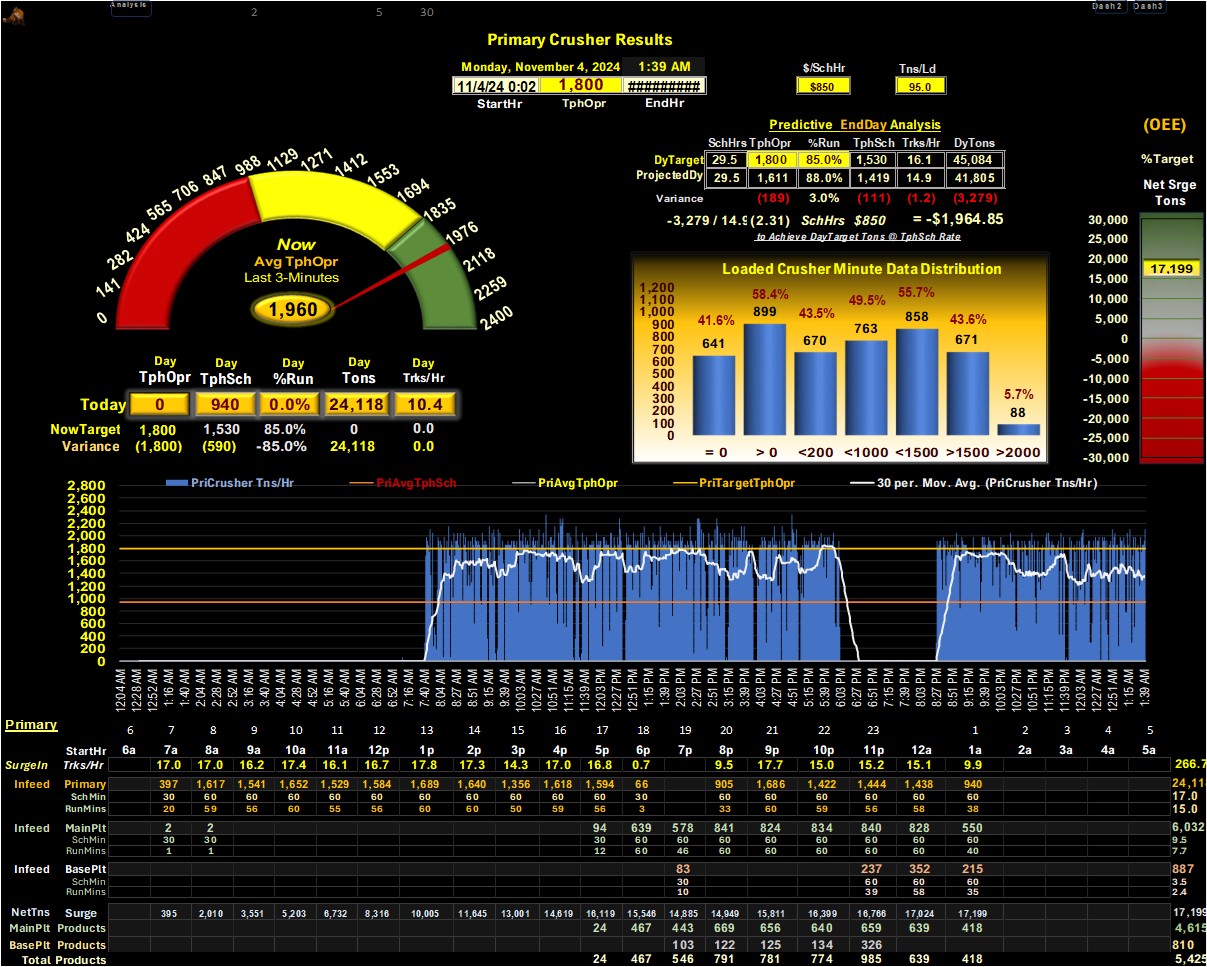 Analysis 2 5 30 Dash2 Dash3
Primary Crusher Results
Monday, November 4, 2024 1:39 AM
11/4/24 0:02 1,800 ##########
StartHr TphOpr EndHr
$/SchHr Tns/Ld
$850 95.0
Predictive EndDay Analysis
SchHrs TphOpr %Run TphSch Trks/Hr DyTons
DyTarget 29.5 1,800 85.0% 1,530 16.1 45,084
ProjectedDy 29.5 1,611 88.0% 1,419 14.9 41,805
Variance (189) 3.0% (111) (1.2) (3,279)
-3,279 / 14.9 (2.31) SchHrs $850 = -$1,964.85
to Achieve DayTarget Tons @ TphSch Rate
(OEE)
%Target
Net Srge
Tons
30,000
25,000
20,000
17,199
15,000
10,000
5,000
0
-5,000
-10,000
-15,000
-20,000
-25,000
-30,000
0 141 282 424 565 706 847 988 1129 1271 1412 1553 1694 1835 1976 2118 2259 2400
Now
Avg TphOpr
Last 3-Minutes
1,960
Day Day Day Day Day
TphOpr TphSch %Run Tons Trks/Hr
Today 0 940 0.0% 24,118 10.4
NowTarget 1,800 1,530 85.0% 0 0.0
Variance (1,800) (590) -85.0% 24,118 0.0
Loaded Crusher Minute Data Distribution
1,200
1,100
1,000
900
800
700
600
500
400
300
200
100
0
41.6% 58.4% 43.5% 49.5% 55.7% 43.6% 5.7%
641 899 670 763 858 671 88
= 0 > 0 <200 <1000 <1500 >1500 >2000
PriCrusher Tns/Hr PriAvgTphSch PriAvgTphOpr PriTargetTphOpr 30 per. Mov. Avg. (PriCrusher Tns/Hr)
2,800
2,600
2,400
2,200
2,000
1,800
1,600
1,400
1,200
1,000
800
600
400
200
0
12:04 AM 12:28 AM 12:52 AM 1:16 AM 1:40 AM 2:04 AM 2:28 AM 2:52 AM 3:16 AM 3:40 AM 4:04 AM 4:28 AM 4:52 AM 5:16 AM 5:40 AM 6:04 AM 6:28 AM 6:52 AM 7:16 AM 7:40 AM 8:04 AM 8:27 AM 8:51 AM 9:15 AM 9:39 AM 10:03 AM 10:27 AM 10:51 AM 11:15 AM 11:39 AM 12:03 PM 12:27 PM 12:51 PM 1:15 PM 1:39 PM 2:03 PM 2:27 PM 2:51 PM 3:15 PM 3:39 PM 4:03 PM 4:27 PM 4:51 PM 5:15 PM 5:39 PM 6:03 PM 6:27 PM 6:51 PM 7:15 PM 7:39 PM 8:03 PM 8:27 PM 8:51 PM 9:15 PM 9:39 PM 10:03 PM 10:27 PM 10:51 PM 11:15 PM 11:39 PM 12:03 AM 12:27 AM 12:51 AM 1:15 AM 1:39 AM
Primary 6 7 8 9 10 11 12 13 14 15 16 17 18 19 20 21 22 23 1 2 3 4 5
StartHr 6a 7a 8a 9a 10a 11a 12p 1p 2p 3p 4p 5p 6p 7p 8p 9p 10p 11p 12a 1a 2a 3a 4a 5a
SurgeIn Trks/Hr 17.0 17.0 16.2 17.4 16.1 16.7 17.8 17.3 14.3 17.0 16.8 0.7 9.5 17.7 15.0 15.2 15.1 9.9 266.7
Infeed Primary 397 1,617 1,541 1,652 1,529 1,584 1,689 1,640 1,356 1,618 1,594 66 905 1,686 1,422 1,444 1,438 940 24,11
SchMin 30 60 60 60 60 60 60 60 60 60 60 30 60 60 60 60 60 60 17.0
RunMins 20 59 56 60 55 56 60 60 50 59 56 3 33 60 59 56 58 38 15.0
Infeed MainPlt 2 2 94 639 578 841 824 834 840 828 550 6,032
SchMin 30 30 30 60 60 60 60 60 60 60 60 9.5
RunMins 1 1 12 60 46 60 60 60 60 60 40 7.7
Infeed BasePlt 83 237 352 215 887
SchMin 30 60 60 60 3.5
RunMins 10 39 58 35 2.4
NetTns Surge 395 2,010 3,551 5,203 6,732 8,316 10,005 11,645 13,001 14,619 16,119 15,546 14,885 14,949 15,811 16,399 16,766 17,024 17,199 17,199
MainPlt Products 24 467 443 669 656 640 659 639 418 4,615
BasePlt Products 103 122 125 134 326 810
Total Products 24 467 546 791 781 774 985 639 418 5,425